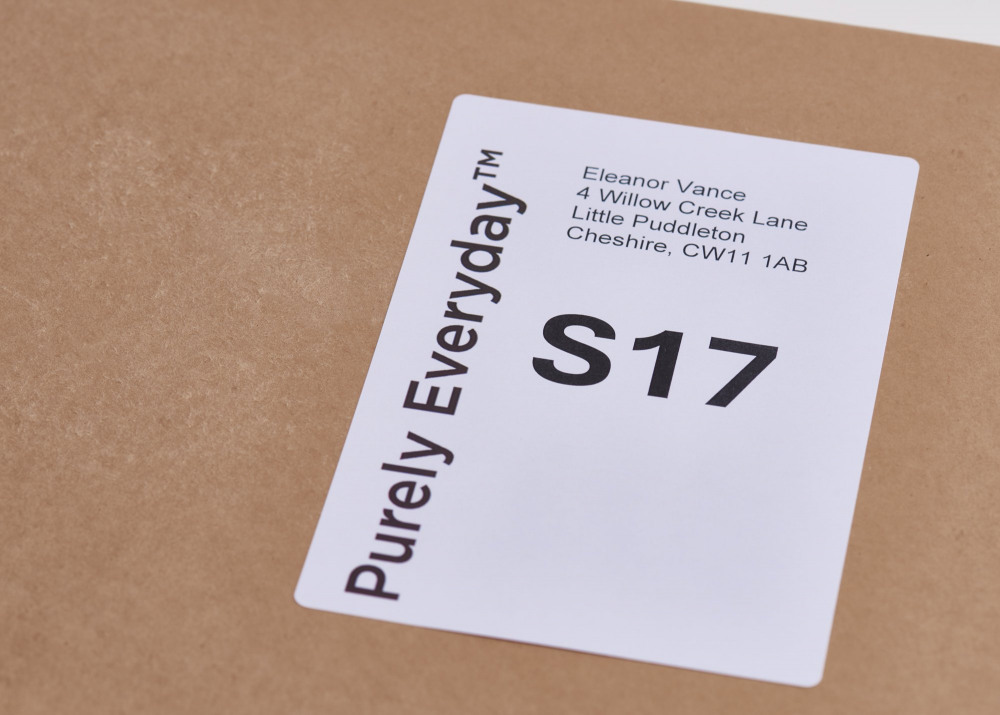 Purely Everyday™
Eleanor Vance
4 Willow Creek Lane
Little Puddleton
Cheshire, CW11 1AB
S17